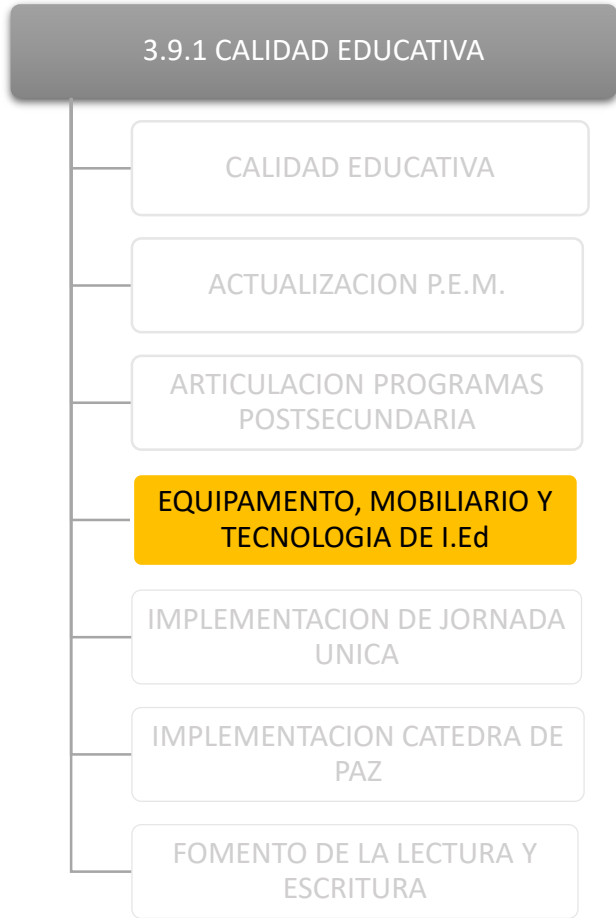 3.9.1 CALIDAD EDUCATIVA
CALIDAD EDUCATIVA
ACTUALIZACION P.E.M.
ARTICULACION PROGRAMAS
POSTSECUNDARIA
EQUIPAMENTO, MOBILIARIO Y
TECNOLOGIA DE I.Ed
IMPLEMENTACION DE JORNADA
UNICA
IMPLEMENTACION CATEDRA DE
PAZ
FOMENTO DE LA LECTURA Y
ESCRITURA